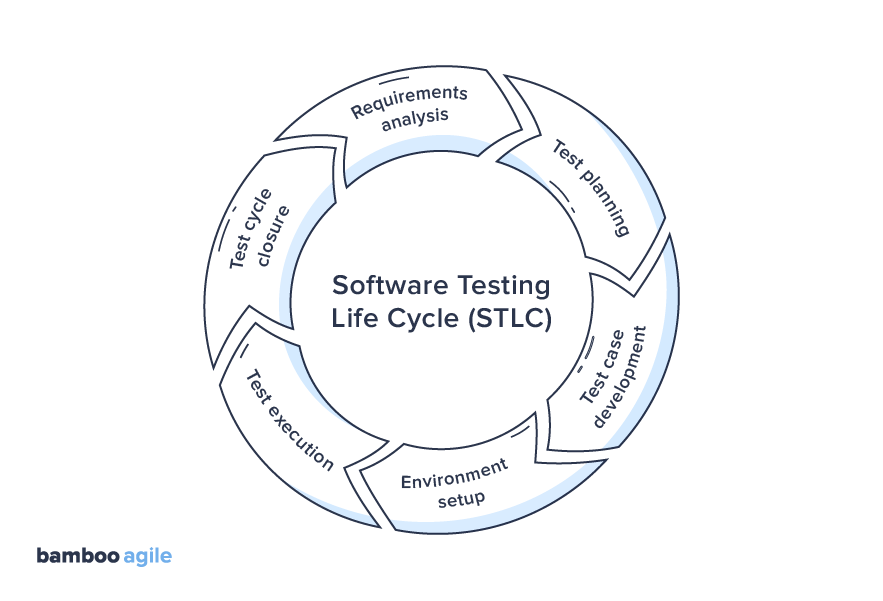 Requirements
analysis
Test planning
Test case
development
Environment
setup
Test execution
Test cycle
closure
Software Testing
Life Cycle (STLC)
bamboo agile